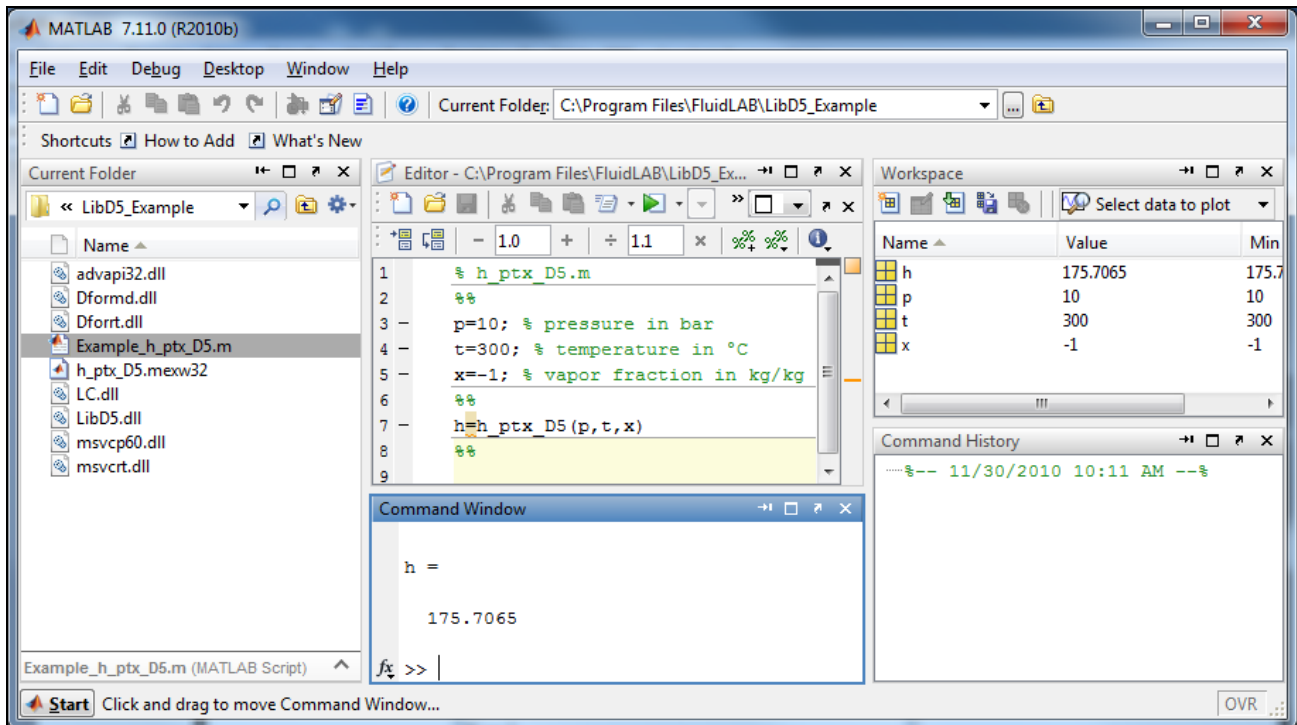 MATLAB 7.11.0 (R2010b)
File Edit Debug Desktop Window Help
Current Folder: C:\Program Files\FluidLAB\LibD5_Example
Shortcuts How to Add What's New
Current Folder
« LibD5_Example
Name
advapi32.dll
Dformd.dll
Dforrt.dll
Example_h_ptx_D5.m
h_ptx_D5.mexw32
LC.dll
LibD5.dll
msvcp60.dll
msvcrt.dll
Example_h_ptx_D5.m (MATLAB Script)
Editor - C:\Program Files\FluidLAB\LibD5_Ex...
− 1.0 + ÷ 1.1 ×
1 % h_ptx_D5.m
2 %%
3 − p=10; % pressure in bar
4 − t=300; % temperature in °C
5 − x=-1; % vapor fraction in kg/kg
6 %%
7 − h=h_ptx_D5(p,t,x)
8 %%
9
Command Window
h =
175.7065
fx >>
Workspace
Select data to plot
Name Value Min
h 175.7065 175.7
p 10 10
t 300 300
x -1 -1
Command History
%-- 11/30/2010 10:11 AM --%
Start Click and drag to move Command Window...
OVR